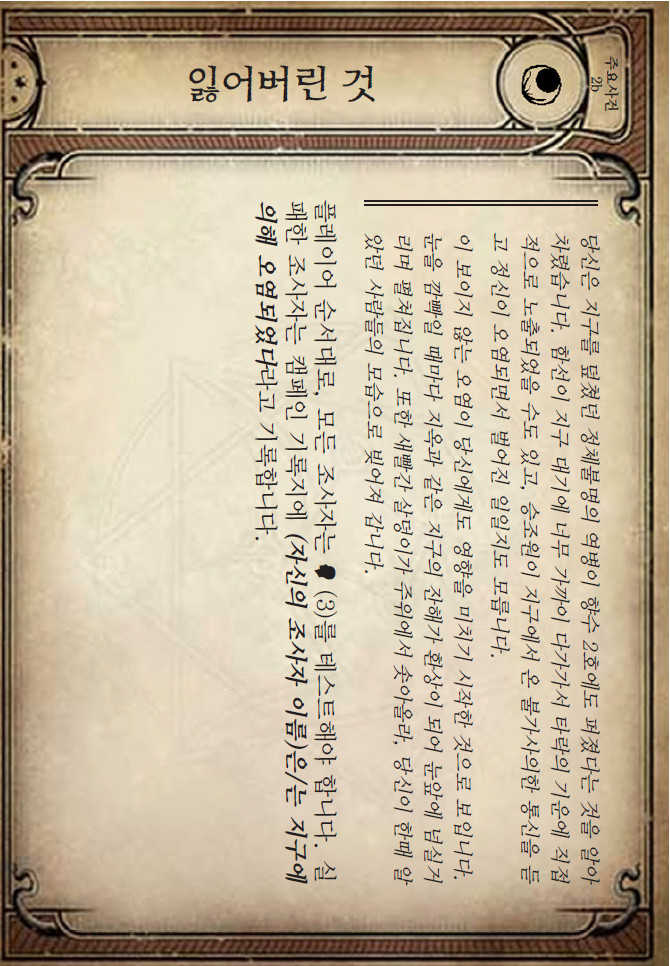 주요사건
2b
잃어버린 것
당신은 지구를 덮쳤던 정체불명의 역병이 향수 2호에도 퍼졌다는 것을 알아
차렸습니다. 함선이 지구 대기에 너무 가까이 다가가서 타락의 기운에 직접
적으로 노출되었을 수도 있고, 승조원이 지구에서 온 불가사의한 통신을 듣
고 정신이 오염되면서 벌어진 일일지도 모릅니다.
이 보이지 않는 오염이 당신에게도 영향을 미치기 시작한 것으로 보입니다.
눈을 깜빡일 때마다 지옥과 같은 지구의 잔해가 환상이 되어 눈앞에 넘실거
리며 펼쳐집니다. 또한 새빨간 살덩이가 주위에서 솟아올라, 당신이 한때 알
았던 사람들의 모습으로 빚어져 갑니다.
플레이어 순서대로, 모든 조사자는 (3)를 테스트해야 합니다. 실
패한 조사자는 캠페인 기록지에 (자신의 조사자 이름)은/는 지구에
의해 오염되었다라고 기록합니다.